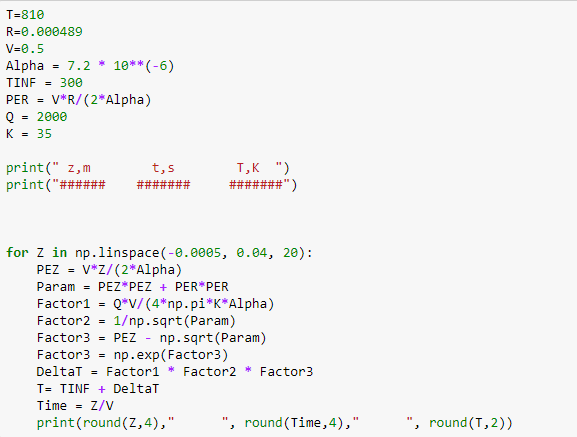 T=810
R=0.000489
V=0.5
Alpha = 7.2 * 10**(-6)
TINF = 300
PER = V*R/(2*Alpha)
Q = 2000
K = 35
print(" z,m        t,s        T,K  ")
print("######    #######     #######")
for Z in np.linspace(-0.0005, 0.04, 20):
    PEZ = V*Z/(2*Alpha)
    Param = PEZ*PEZ + PER*PER
    Factor1 = Q*V/(4*np.pi*K*Alpha)
    Factor2 = 1/np.sqrt(Param)
    Factor3 = PEZ - np.sqrt(Param)
    Factor3 = np.exp(Factor3)
    DeltaT = Factor1 * Factor2 * Factor3
    T= TINF + DeltaT
    Time = Z/V
    print(round(Z,4),"      ", round(Time,4),"      ", round(T,2))